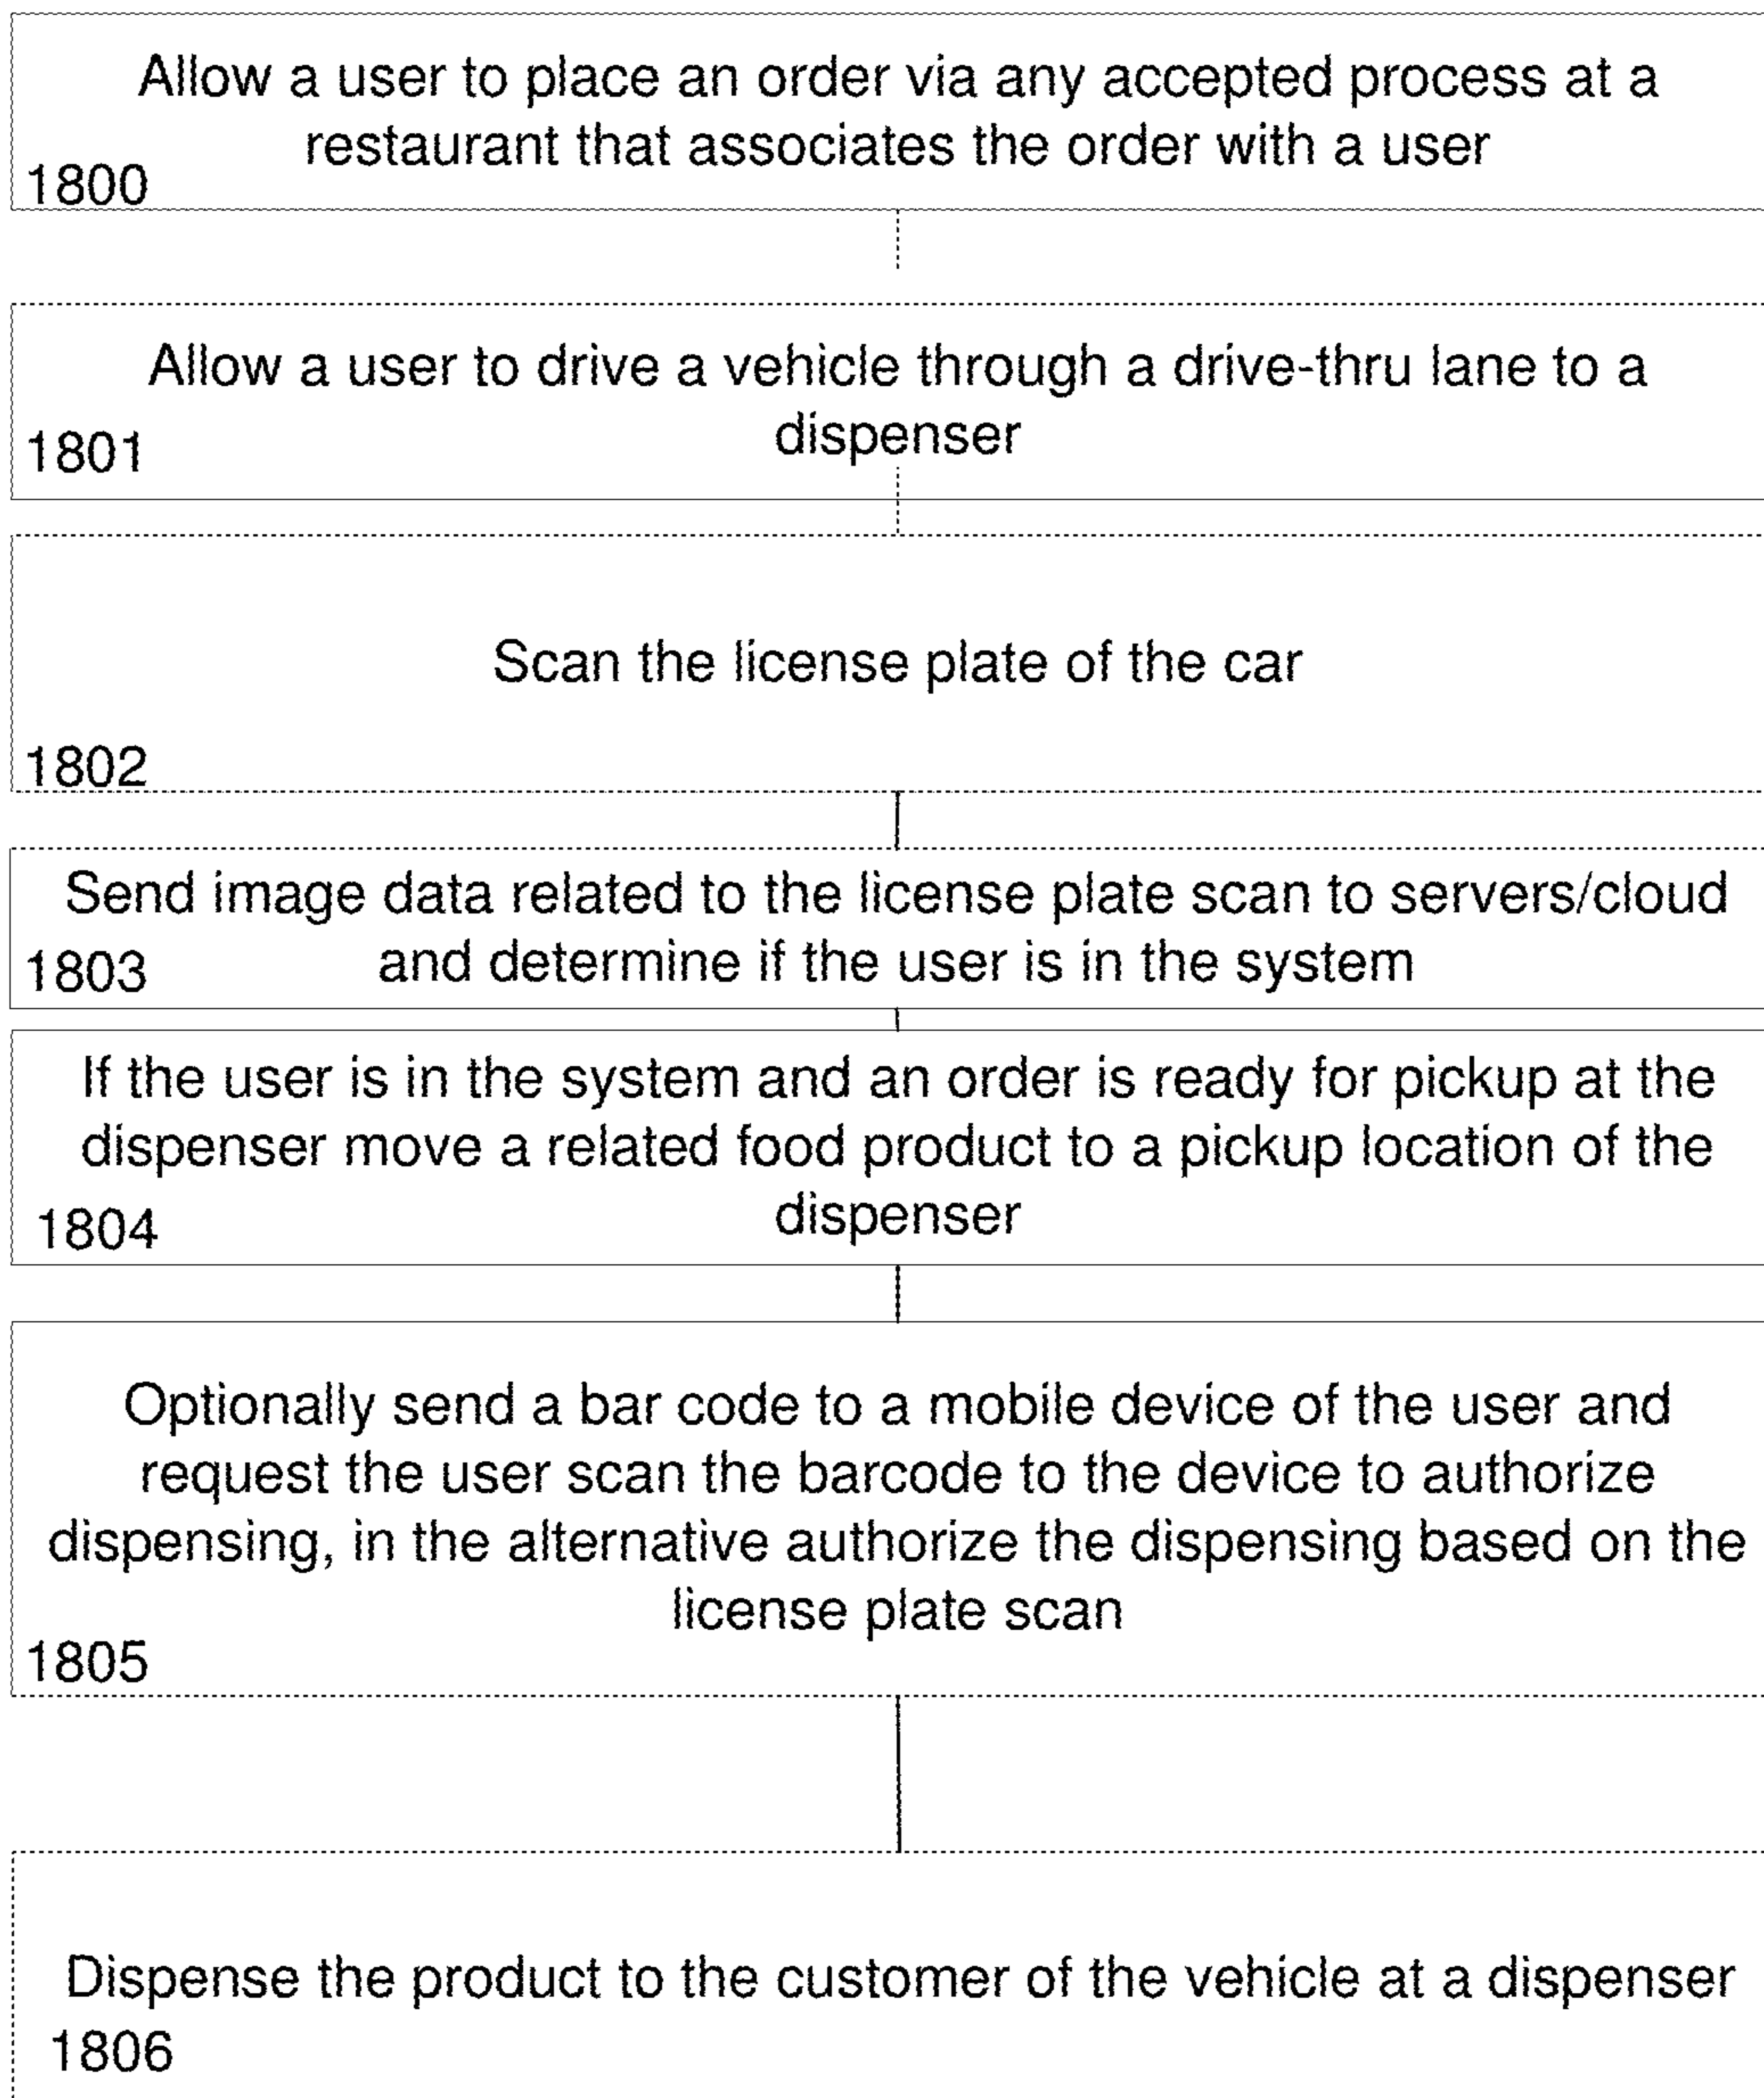 Allow a user to place an order via any accepted process at a
restaurant that associates the order with a user
1800
Allow a user to drive a vehicle through a drive-thru lane to a
dispenser
1801
Scan the license plate of the car
1802
Send image data related to the license plate scan to servers/cloud
and determine if the user is in the system
1803
If the user is in the system and an order is ready for pickup at the
dispenser move a related food product to a pickup location of the
dispenser
1804
Optionally send a bar code to a mobile device of the user and
request the user scan the barcode to the device to authorize
dispensing, in the alternative authorize the dispensing based on the
license plate scan
1805
Dispense the product to the customer of the vehicle at a dispenser
1806